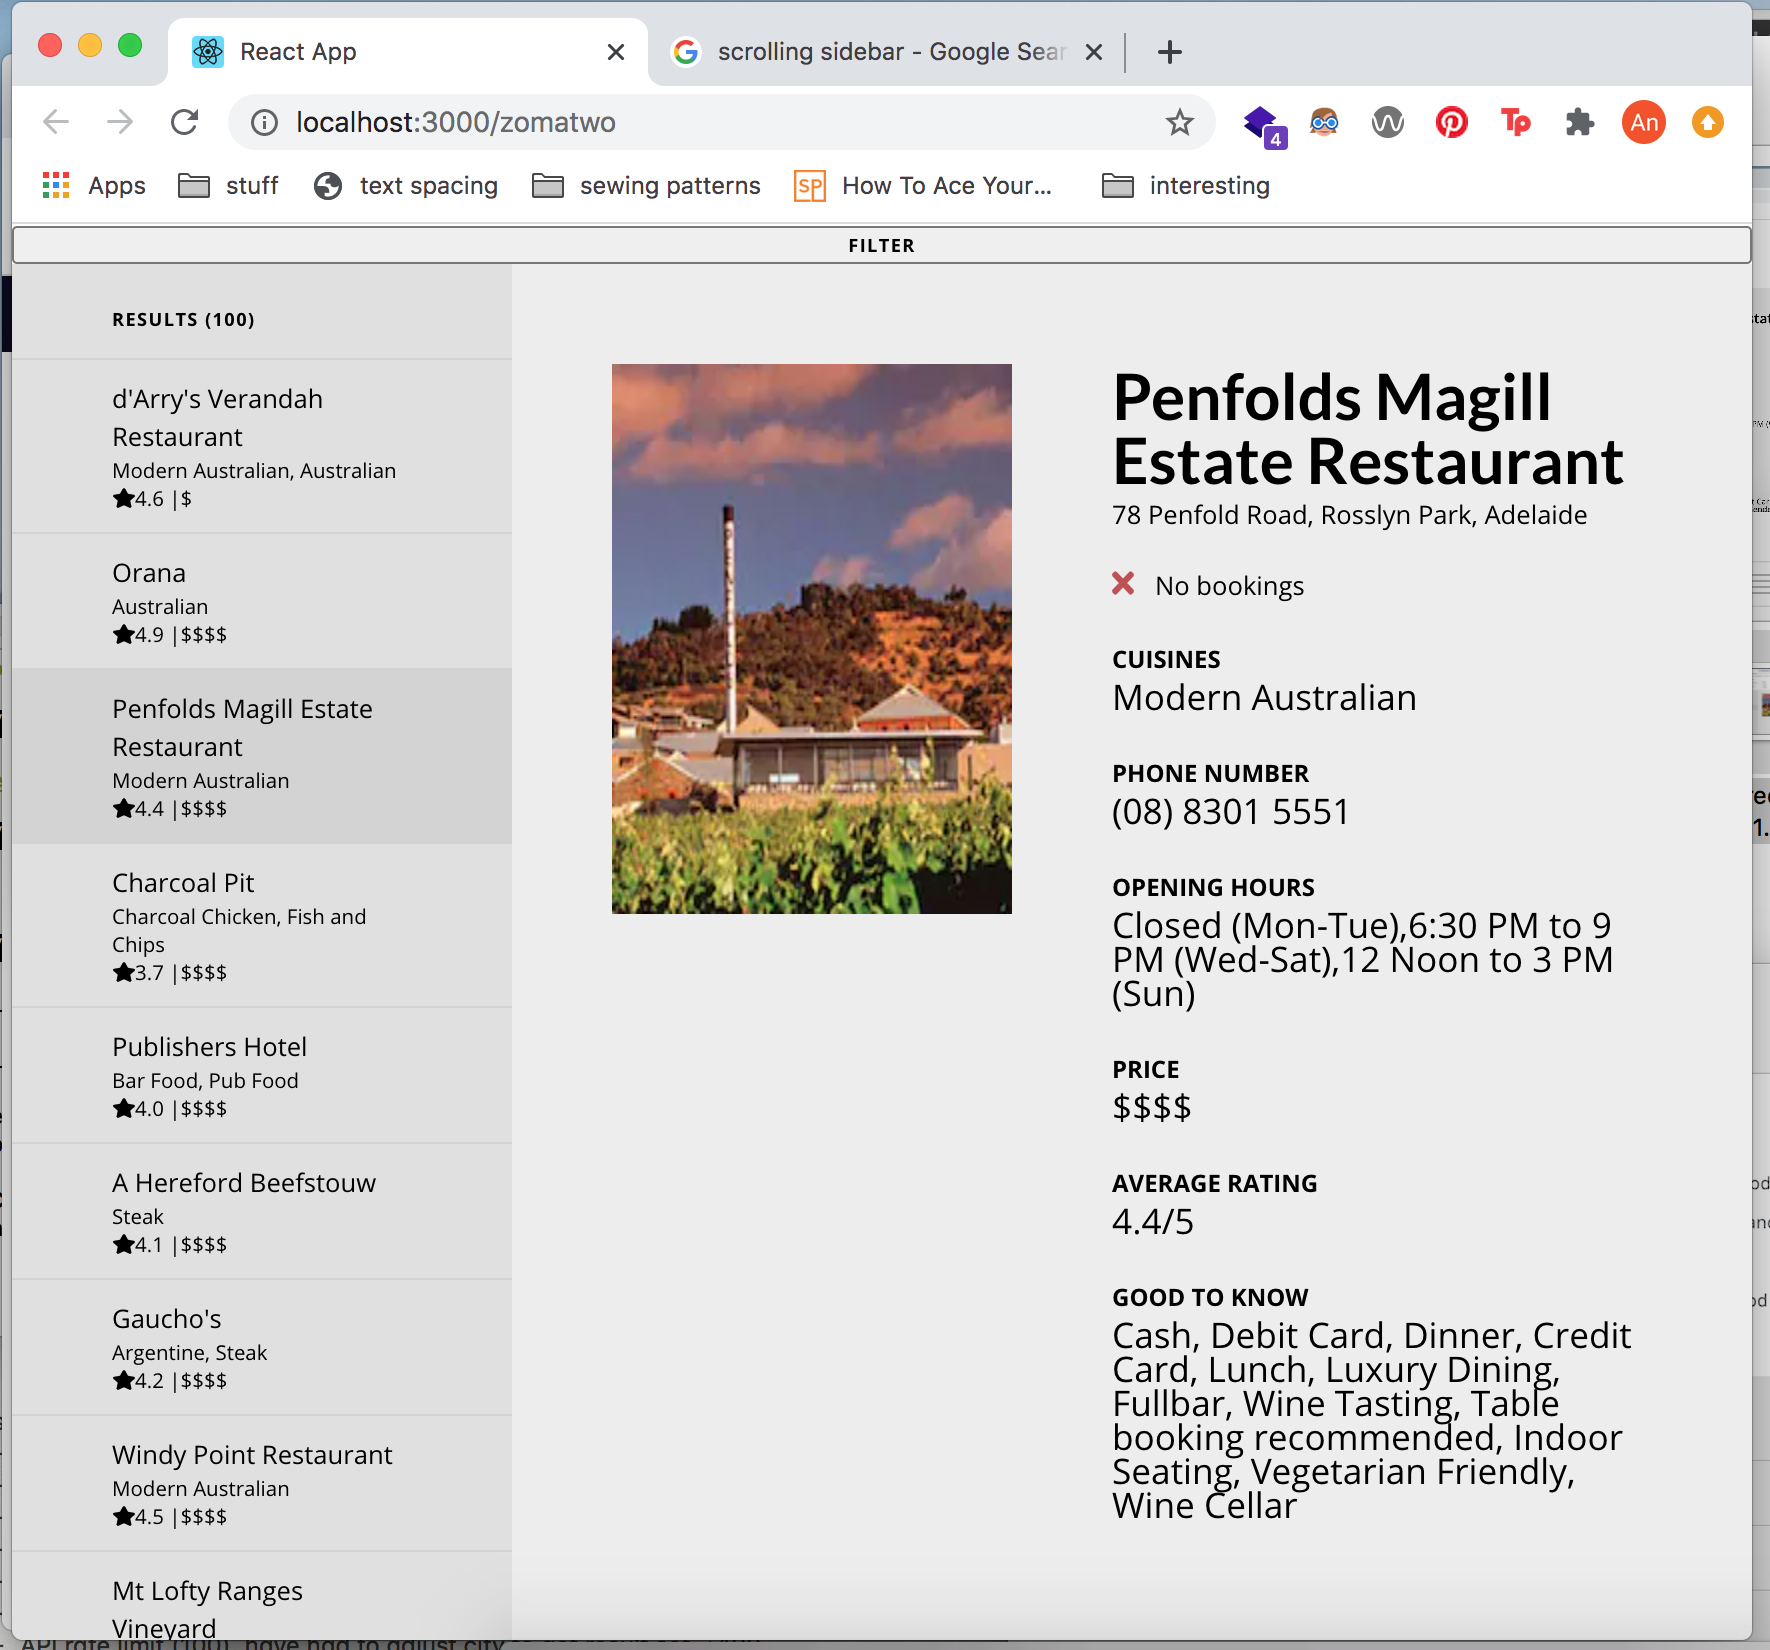 React App
scrolling sidebar - Google Sear
localhost:3000/zomatwo
4
Tp
An
Apps
stuff
text spacing
sewing patterns
SP
How To Ace Your...
interesting
FILTER
RESULTS (100)
d'Arry's Verandah
Restaurant
Modern Australian, Australian
4.6 |$
Orana
Australian
4.9 |$$$$
Penfolds Magill Estate
Restaurant
Modern Australian
4.4 |$$$$
Charcoal Pit
Charcoal Chicken, Fish and
Chips
3.7 |$$$$
Publishers Hotel
Bar Food, Pub Food
4.0 |$$$$
A Hereford Beefstouw
Steak
4.1 |$$$$
Gaucho's
Argentine, Steak
4.2 |$$$$
Windy Point Restaurant
Modern Australian
4.5 |$$$$
Mt Lofty Ranges
Vineyard
Penfolds Magill
Estate Restaurant
78 Penfold Road, Rosslyn Park, Adelaide
No bookings
CUISINES
Modern Australian
PHONE NUMBER
(08) 8301 5551
OPENING HOURS
Closed (Mon-Tue),6:30 PM to 9
PM (Wed-Sat),12 Noon to 3 PM
(Sun)
PRICE
$$$$
AVERAGE RATING
4.4/5
GOOD TO KNOW
Cash, Debit Card, Dinner, Credit
Card, Lunch, Luxury Dining,
Fullbar, Wine Tasting, Table
booking recommended, Indoor
Seating, Vegetarian Friendly,
Wine Cellar
API rate limit (100), have had to adjust city